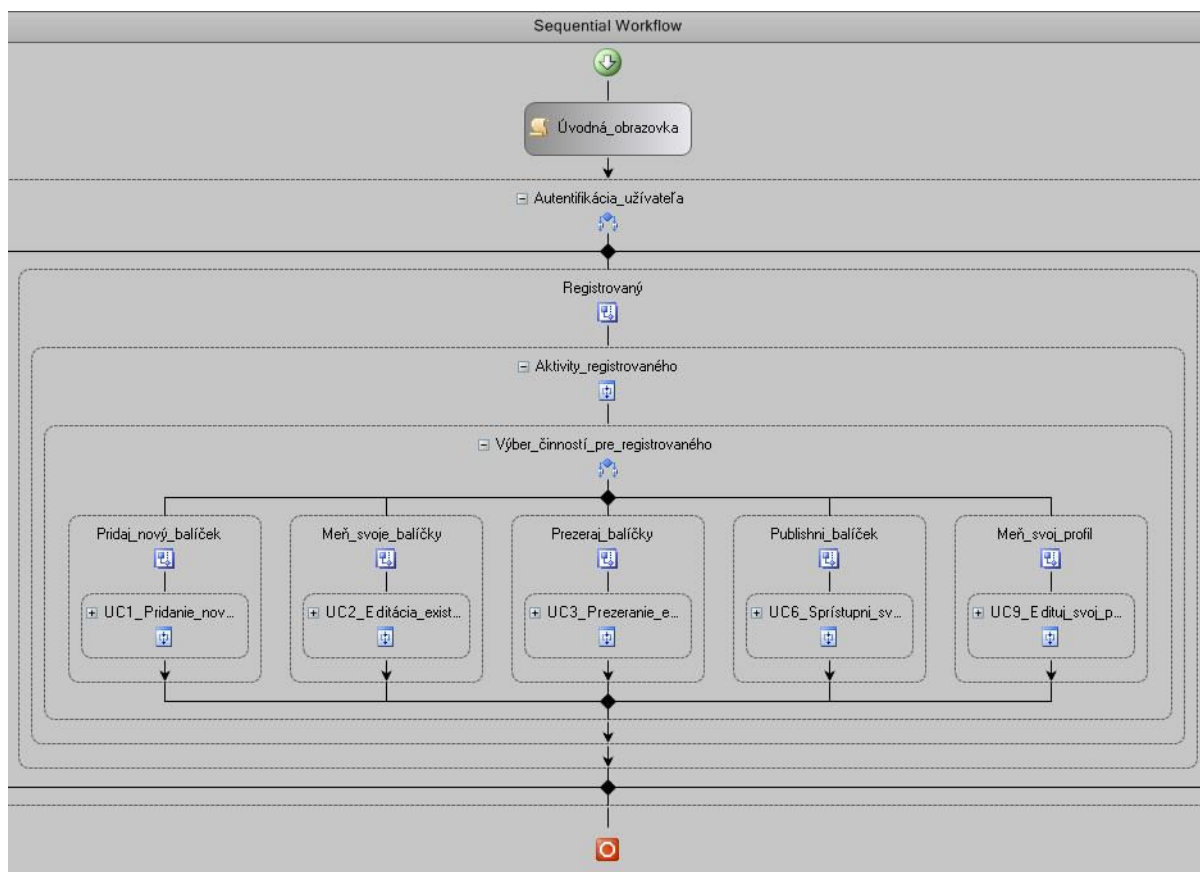 Sequential Workflow
Úvodná_obrazovka
Autentifikácia_užívateľa
Registrovaný
Aktivity_registrovaného
Výber_činností_pre_registrovaného
Pridaj_nový_balíček
Meň_svoje_balíčky
Prezeraj_balíčky
Publishni_balíček
Meň_svoj_profil
UC1_Pridanie_nov...
UC2_Editácia_exist...
UC3_Prezeranie_e...
UC6_Sprístupni_sv...
UC9_Edituj_svoj_p...